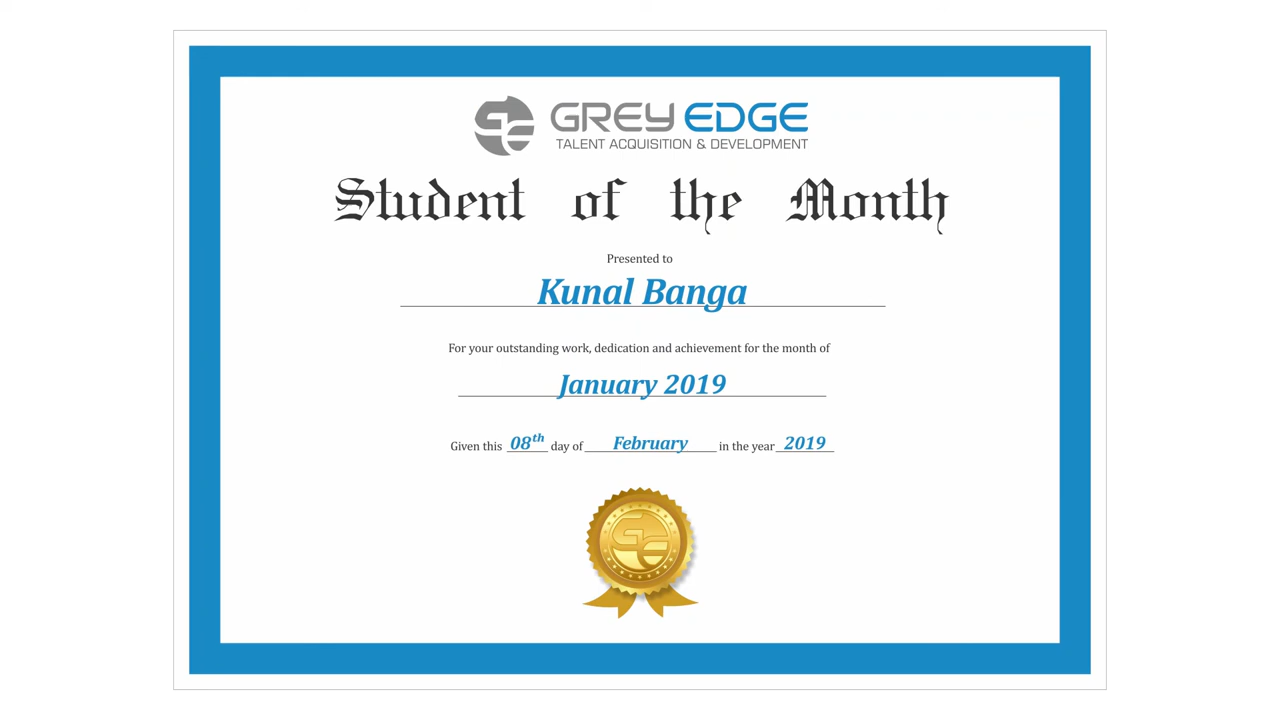 GREY EDGE
TALENT ACQUISITION & DEVELOPMENT
Student of the Month
Presented to
Kunal Banga
For your outstanding work, dedication and achievement for the month of
January 2019
Given this 08th day of February in the year 2019